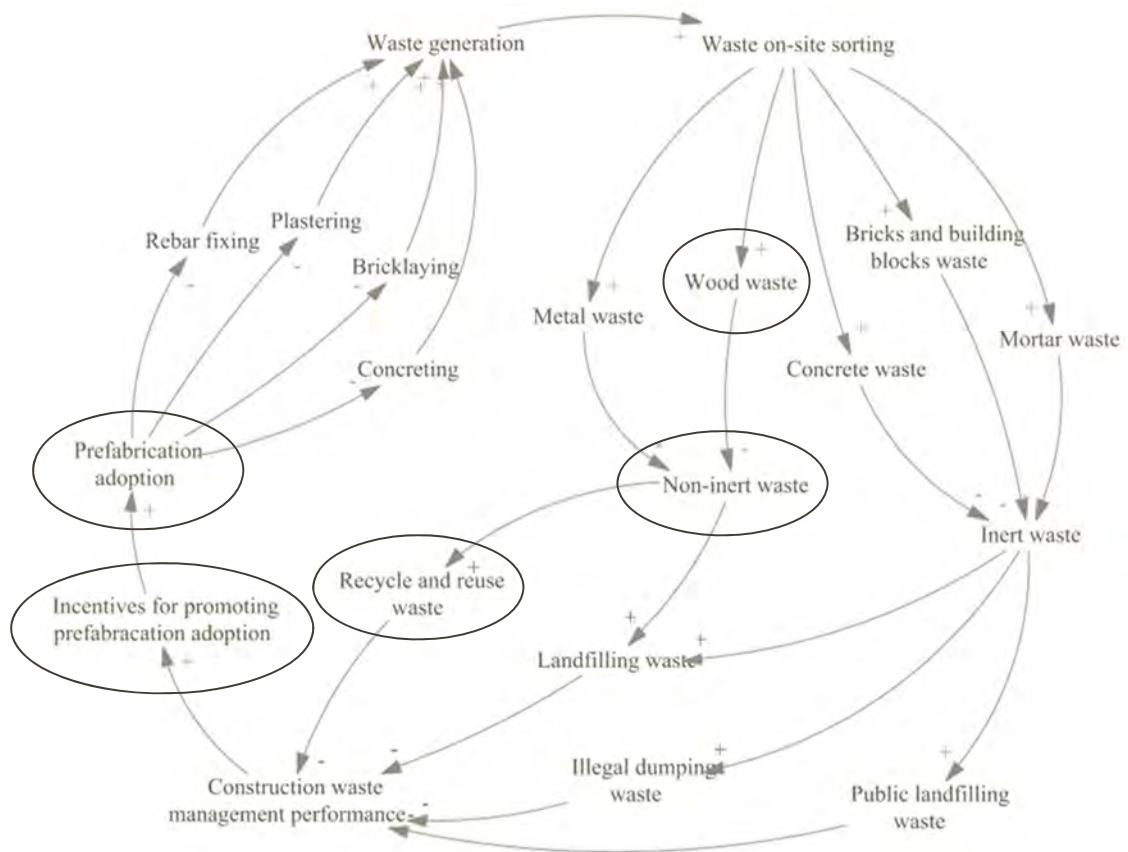 Waste generation
+
Waste on-site sorting
+
+
+
Plastering
Rebar fixing
-
-
Bricklaying
-
Concreting
-
+
Bricks and building
blocks waste
+
Wood waste
+
Metal waste
+
Mortar waste
+
Concrete waste
Prefabrication
adoption
+
-
-
Non-inert waste
-
-
Inert waste
+
Recycle and reuse
waste
Incentives for promoting
prefabracation adoption
+
+
+
Landfilling waste
-
-
Construction waste
management performance
-
-
+
Illegal dumping
waste
+
Public landfilling
waste